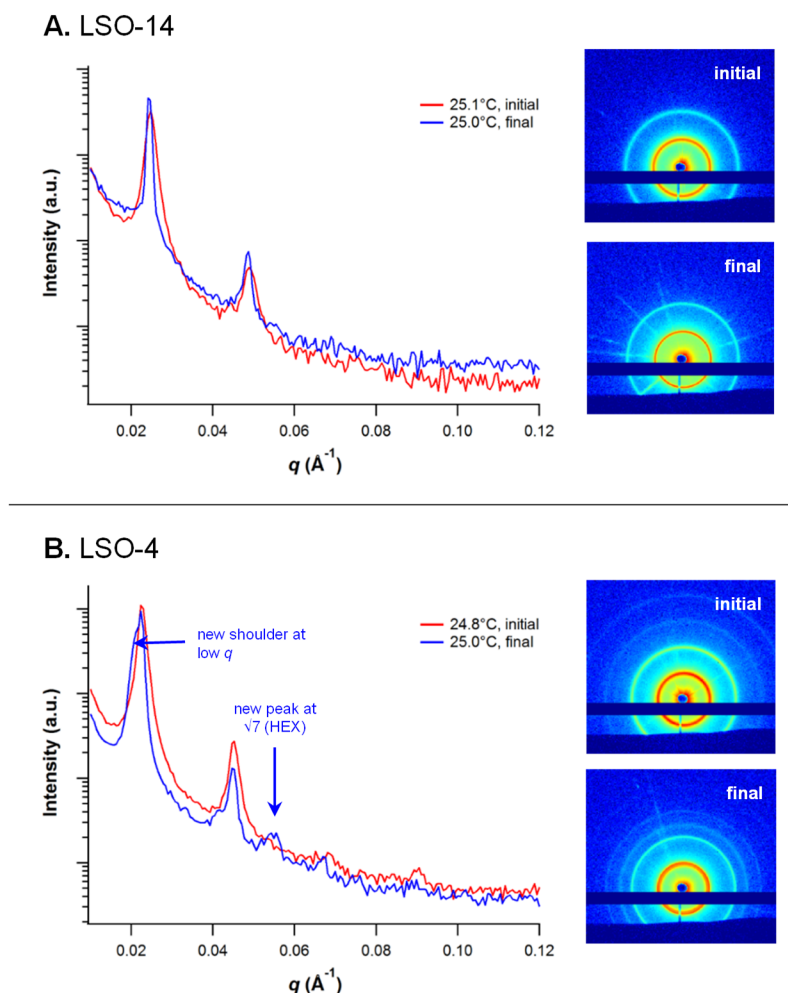 A. LSO-14
Intensity (a.u.)
25.1°C, initial
25.0°C, final
0.02 0.04 0.06 0.08 0.10 0.12
q (Å⁻¹)
initial
final
B. LSO-4
Intensity (a.u.)
24.8°C, initial
25.0°C, final
new shoulder at
low q
new peak at
√7 (HEX)
0.02 0.04 0.06 0.08 0.10 0.12
q (Å⁻¹)
initial
final